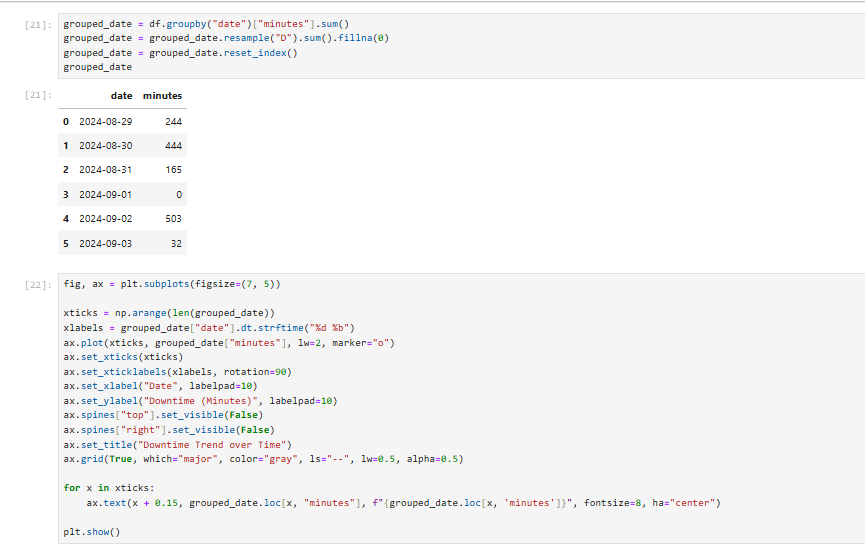 [21]: grouped_date = df.groupby("date")["minutes"].sum()
grouped_date = grouped_date.resample("D").sum().fillna(0)
grouped_date = grouped_date.reset_index()
grouped_date
[21]: date minutes
0 2024-08-29 244
1 2024-08-30 444
2 2024-08-31 165
3 2024-09-01 0
4 2024-09-02 503
5 2024-09-03 32
[22]: fig, ax = plt.subplots(figsize=(7, 5))
xticks = np.arange(len(grouped_date))
xlabels = grouped_date["date"].dt.strftime("%d %b")
ax.plot(xticks, grouped_date["minutes"], lw=2, marker="o")
ax.set_xticks(xticks)
ax.set_xticklabels(xlabels, rotation=90)
ax.set_xlabel("Date", labelpad=10)
ax.set_ylabel("Downtime (Minutes)", labelpad=10)
ax.spines["top"].set_visible(False)
ax.spines["right"].set_visible(False)
ax.set_title("Downtime Trend over Time")
ax.grid(True, which="major", color="gray", ls="--", lw=0.5, alpha=0.5)
for x in xticks:
ax.text(x + 0.15, grouped_date.loc[x, "minutes"], f"{grouped_date.loc[x, 'minutes']}", fontsize=8, ha="center")
plt.show()